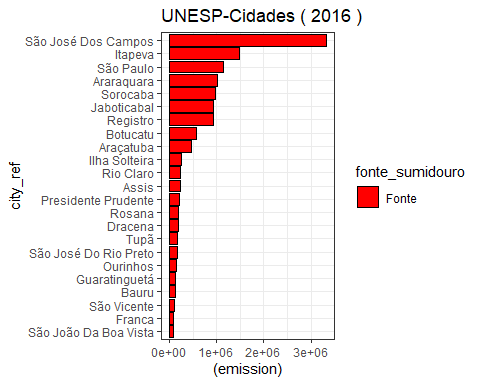 UNESP-Cidades ( 2016 )
São José Dos Campos
Itapeva
São Paulo
Araraquara
Sorocaba
Jaboticabal
Registro
Botucatu
Araçatuba
Ilha Solteira
Rio Claro
Assis
Presidente Prudente
Rosana
Dracena
Tupã
São José Do Rio Preto
Ourinhos
Guaratinguetá
Bauru
São Vicente
Franca
São João Da Boa Vista
city_ref
0e+00 1e+06 2e+06 3e+06
(emission)
fonte_sumidouro
Fonte